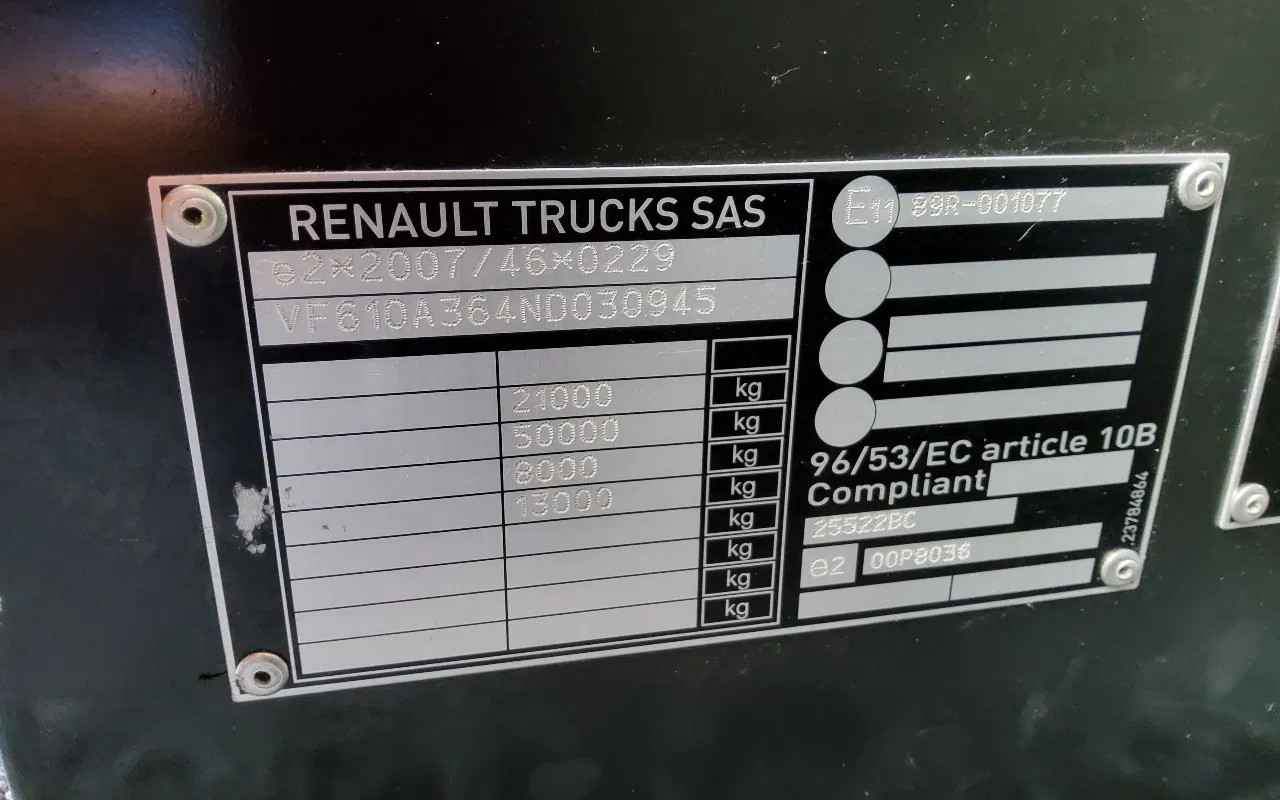 RENAULT TRUCKS SAS
e2*2007/46*0229
VF610A364ND030945
21000 kg
50000 kg
8000 kg
13000 kg
kg
kg
kg
kg
E11 89R-001077
96/53/EC article 10B
Compliant
25522BC
e2 00P8036
23784864